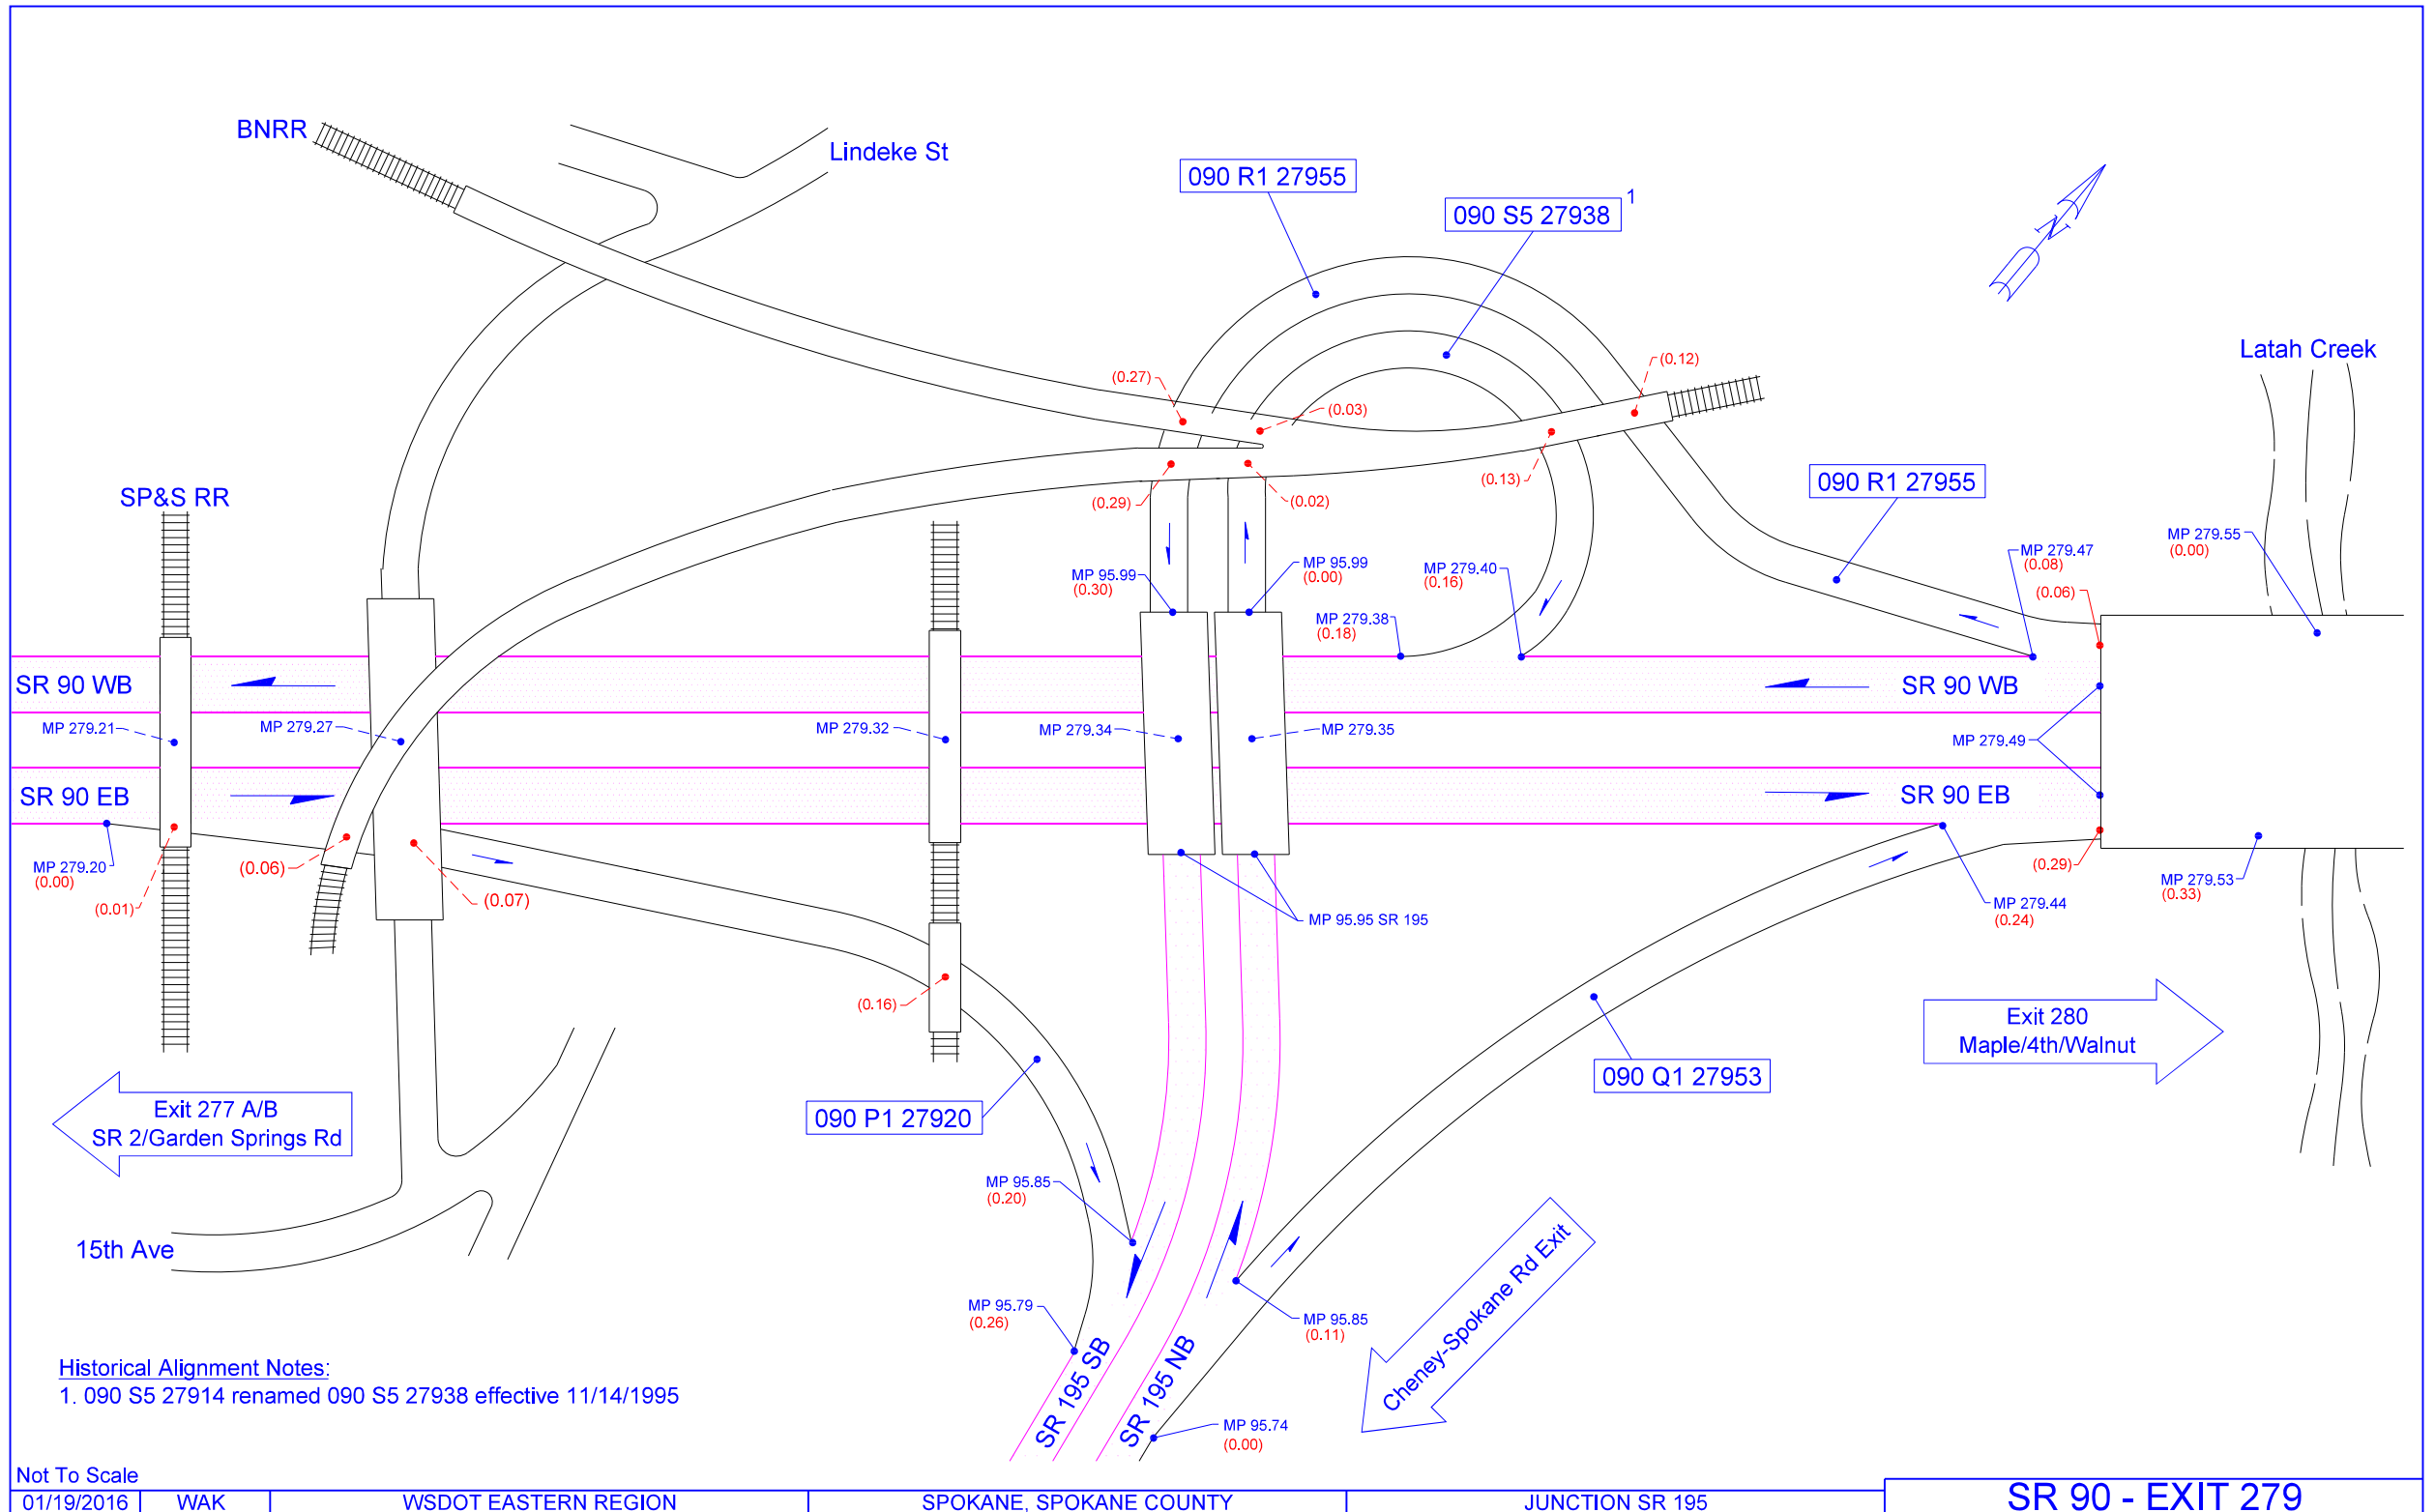 BNRR
Lindeke St
090 R1 27955
090 S5 27938
1
N
Latah Creek
(0.27)
(0.03)
(0.12)
(0.29)
(0.02)
(0.13)
090 R1 27955
SP&S RR
MP 95.99
(0.30)
MP 95.99
(0.00)
MP 279.40
(0.16)
MP 279.38
(0.18)
MP 279.47
(0.08)
(0.06)
MP 279.55
(0.00)
SR 90 WB
SR 90 WB
MP 279.21
MP 279.27
MP 279.32
MP 279.34
MP 279.35
MP 279.49
SR 90 EB
SR 90 EB
MP 279.20
(0.00)
(0.01)
(0.06)
(0.07)
MP 95.95 SR 195
(0.29)
MP 279.44
(0.24)
MP 279.53
(0.33)
(0.16)
Exit 280
Maple/4th/Walnut
090 Q1 27953
Exit 277 A/B
SR 2/Garden Springs Rd
090 P1 27920
MP 95.85
(0.20)
15th Ave
MP 95.79
(0.26)
MP 95.85
(0.11)
Cheney-Spokane Rd Exit
SR 195 SB
SR 195 NB
MP 95.74
(0.00)
Historical Alignment Notes:
1. 090 S5 27914 renamed 090 S5 27938 effective 11/14/1995
Not To Scale
01/19/2016
WAK
WSDOT EASTERN REGION
SPOKANE, SPOKANE COUNTY
JUNCTION SR 195
SR 90 - EXIT 279